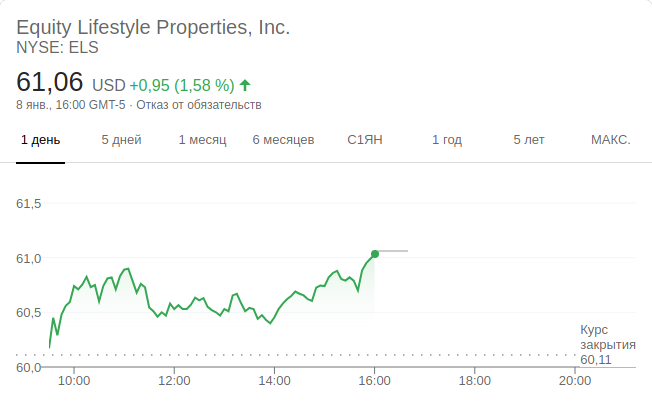 Equity Lifestyle Properties, Inc.
NYSE: ELS
61,06 USD +0,95 (1,58 %)
8 янв., 16:00 GMT-5 · Отказ от обязательств
1 день 5 дней 1 месяц 6 месяцев С1ЯН 1 год 5 лет МАКС.
61,5
61,0
60,5
Курс
закрытия
60,11
60,0
10:00 12:00 14:00 16:00 18:00 20:00